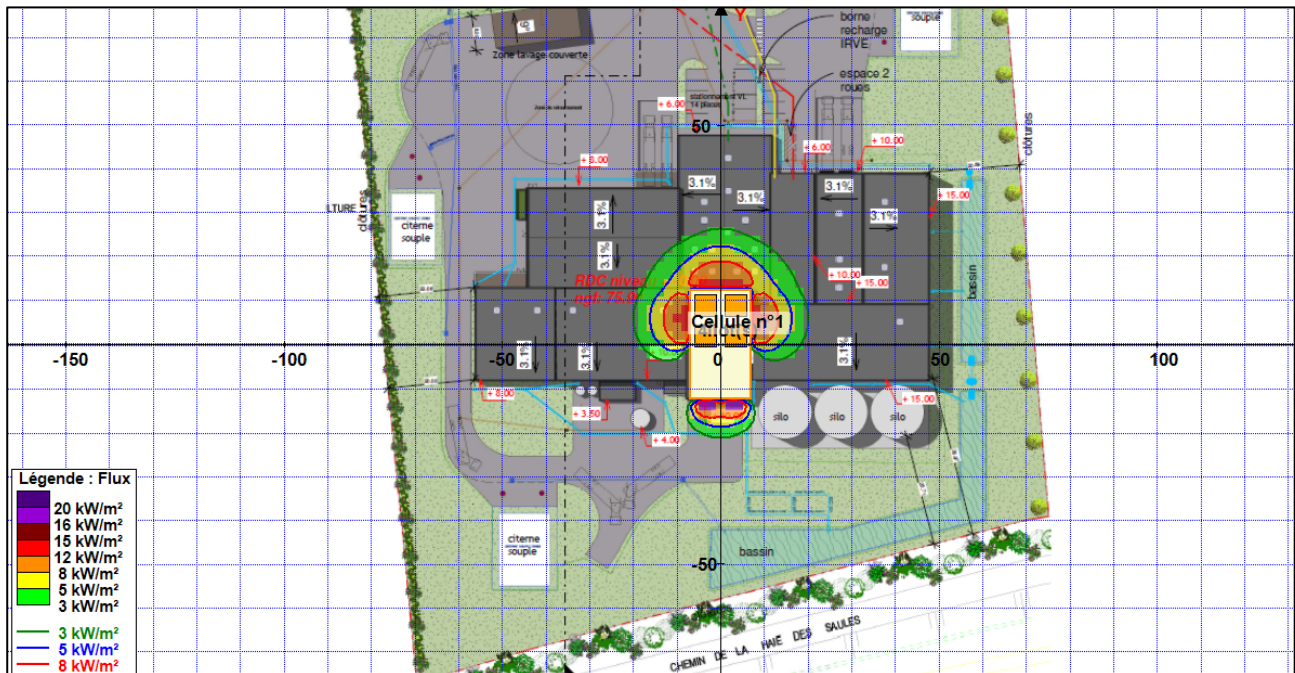 Y
borne
recharge
IRVE
citerne
souple
Zone lavage couverte
espace 2
roues
stationnement VL
14 places
+ 6.00
50
clôtures
+ 6.00
+ 10.00
3.1%
3.1%
3.1%
3.1%
+ 15.00
3.1%
LTURE
clôtures
citerne
souple
3.1%
3.1%
bassin
+ 10.00
+ 15.00
RDC nivea
ngf: 75.9
Cellule n°1
-150
-100
-50
0
50
100
3.1%
3.1%
3.1%
+ 8.00
+ 3.50
+ 4.00
+ 15.00
silo
silo
silo
Légende : Flux
20 kW/m²
16 kW/m²
15 kW/m²
12 kW/m²
8 kW/m²
5 kW/m²
3 kW/m²
3 kW/m²
5 kW/m²
8 kW/m²
citerne
souple
bassin
-50
CHEMIN DE LA HAIË DES SAULES